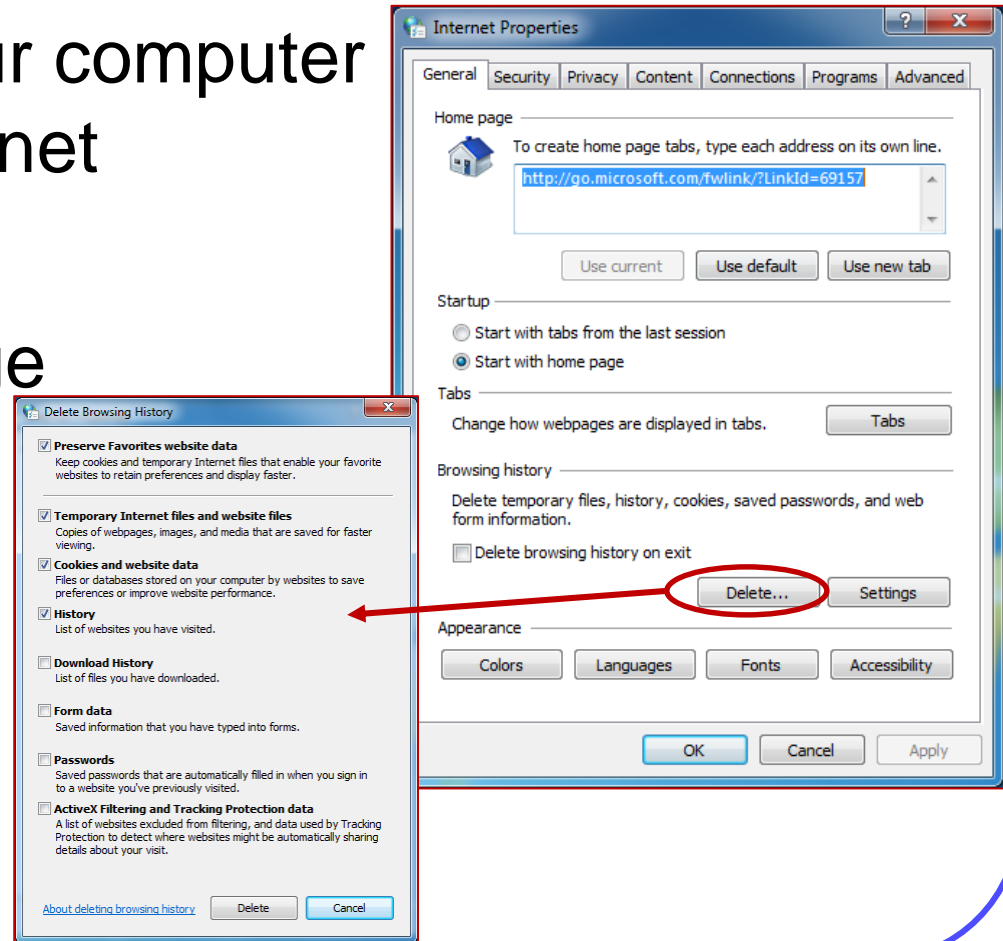 ur computer
net
ge
Internet Properties
General Security Privacy Content Connections Programs Advanced
Home page
To create home page tabs, type each address on its own line.
http://go.microsoft.com/fwlink/?LinkId=69157
Use current Use default Use new tab
Startup
Start with tabs from the last session
Start with home page
Tabs
Change how webpages are displayed in tabs. Tabs
Browsing history
Delete temporary files, history, cookies, saved passwords, and web
form information.
Delete browsing history on exit
Delete... Settings
Appearance
Colors Languages Fonts Accessibility
OK Cancel Apply
Delete Browsing History
Preserve Favorites website data
Keep cookies and temporary Internet files that enable your favorite
websites to retain preferences and display faster.
Temporary Internet files and website files
Copies of webpages, images, and media that are saved for faster
viewing.
Cookies and website data
Files or databases stored on your computer by websites to save
preferences or improve website performance.
History
List of websites you have visited.
Download History
List of files you have downloaded.
Form data
Saved information that you have typed into forms.
Passwords
Saved passwords that are automatically filled in when you sign in
to a website you've previously visited.
ActiveX Filtering and Tracking Protection data
A list of websites excluded from filtering, and data used by Tracking
Protection to detect where websites might be automatically sharing
details about your visit.
About deleting browsing history Delete Cancel